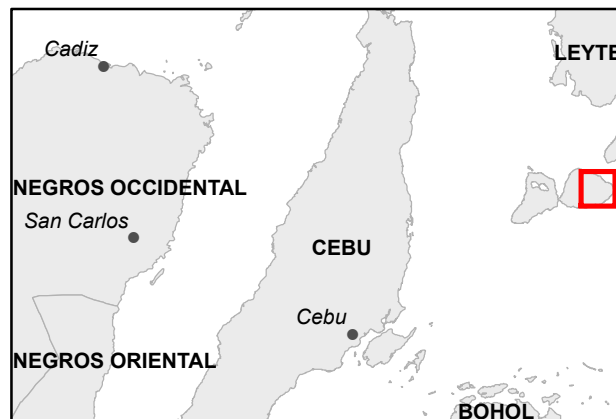 Cadiz
LEYTE
NEGROS OCCIDENTAL
San Carlos
CEBU
Cebu
NEGROS ORIENTAL
BOHOL